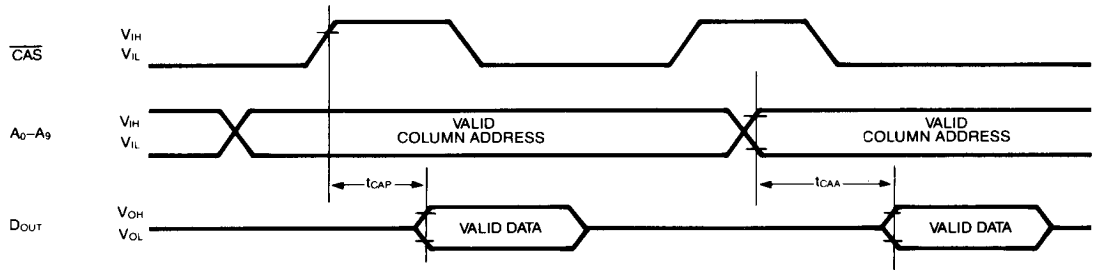 CAS
VIH
VIL
A0–A9
VIH
VIL
VALID
COLUMN ADDRESS
VALID
COLUMN ADDRESS
tCAP
tCAA
DOUT
VOH
VOL
VALID DATA
VALID DATA